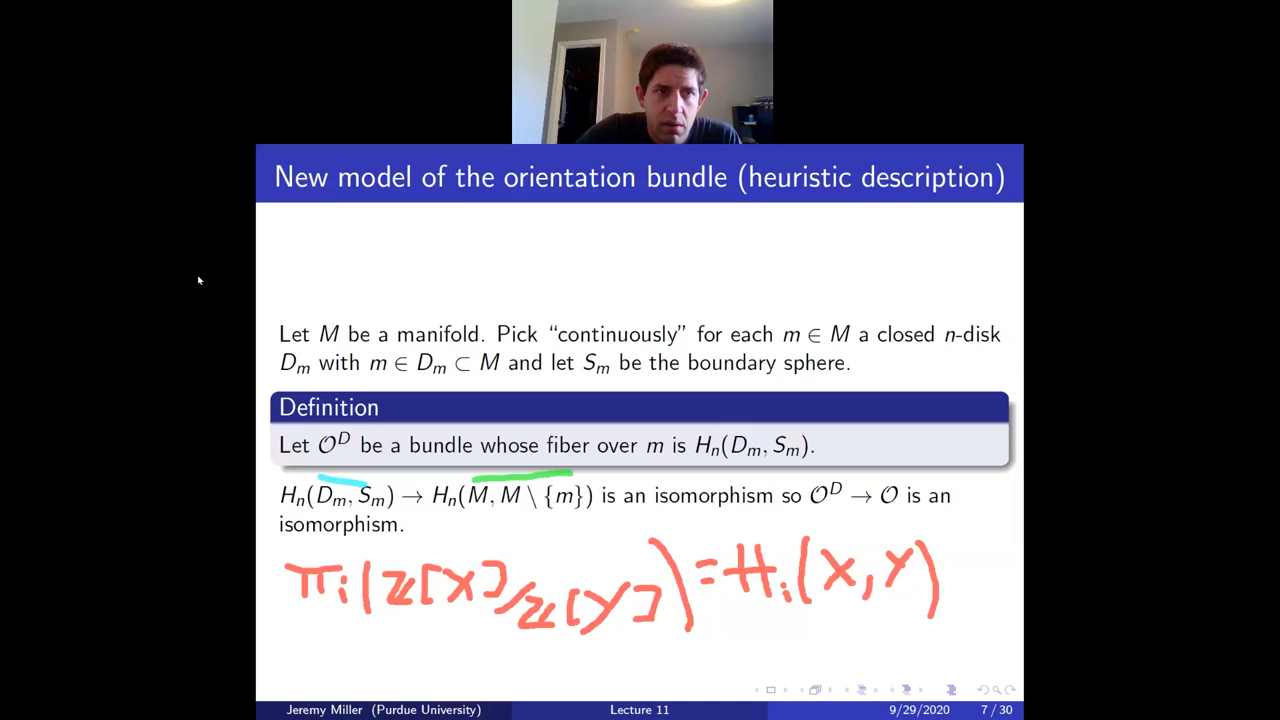 New model of the orientation bundle (heuristic description)
Let M be a manifold. Pick “continuously” for each m ∈ M a closed n-disk
D_m with m ∈ D_m ⊂ M and let S_m be the boundary sphere.
Definition
Let 𝒪^D be a bundle whose fiber over m is H_n(D_m, S_m).
H_n(D_m, S_m) → H_n(M, M \ {m}) is an isomorphism so 𝒪^D → 𝒪 is an
isomorphism.
π_i(ℤ[X]/ℤ[Y]) = H_i(X, Y)
Jeremy Miller (Purdue University) Lecture 11 9/29/2020 7 / 30